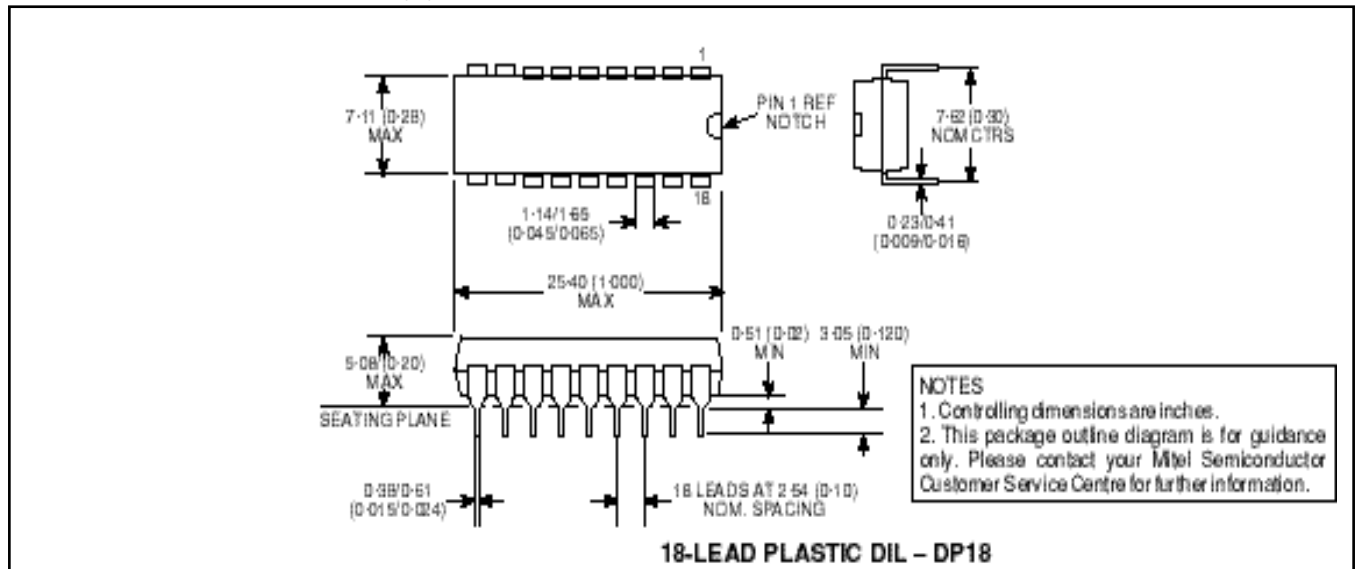 1
7·11 (0·28)
MAX
PIN 1 REF
NOTCH
7·62 (0·30)
NOM CTRS
18
1·14/1·65
(0·045/0·065)
0·23/0·41
(0·009/0·016)
25·40 (1·000)
MAX
0·51 (0·02)
MIN
3·05 (0·120)
MIN
5·08 (0·20)
MAX
SEATING PLANE
0·38/0·61
(0·015/0·024)
18 LEADS AT 2·54 (0·10)
NOM. SPACING
NOTES
1. Controlling dimensions are inches.
2. This package outline diagram is for guidance
only. Please contact your Mitel Semiconductor
Customer Service Centre for further information.
18-LEAD PLASTIC DIL – DP18